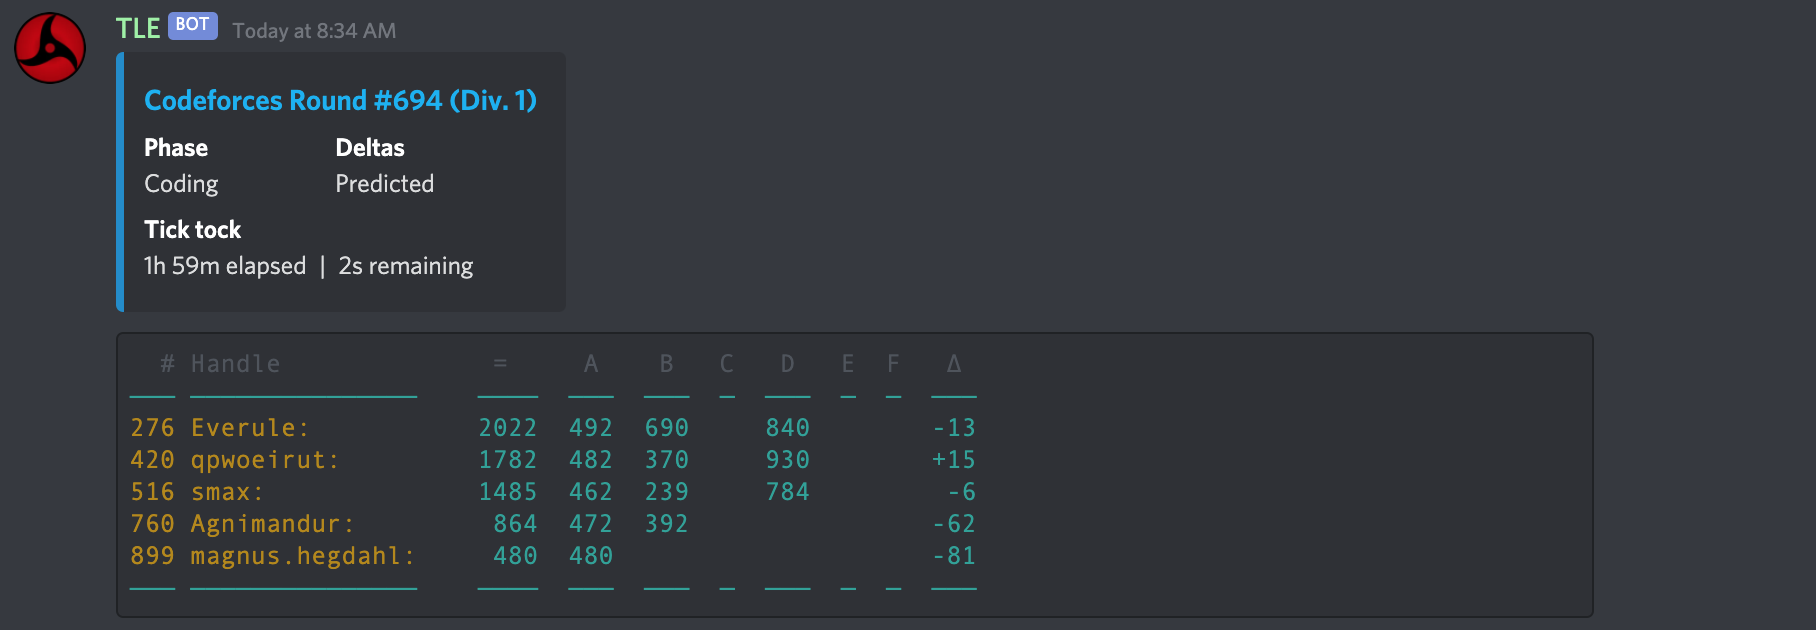 TLE BOT Today at 8:34 AM
Codeforces Round #694 (Div. 1)
Phase Deltas
Coding Predicted
Tick tock
1h 59m elapsed | 2s remaining
# Handle = A B C D E F Δ
276 Everule: 2022 492 690 840 -13
420 qpwoeirut: 1782 482 370 930 +15
516 smax: 1485 462 239 784 -6
760 Agnimandur: 864 472 392 -62
899 magnus.hegdahl: 480 480 -81